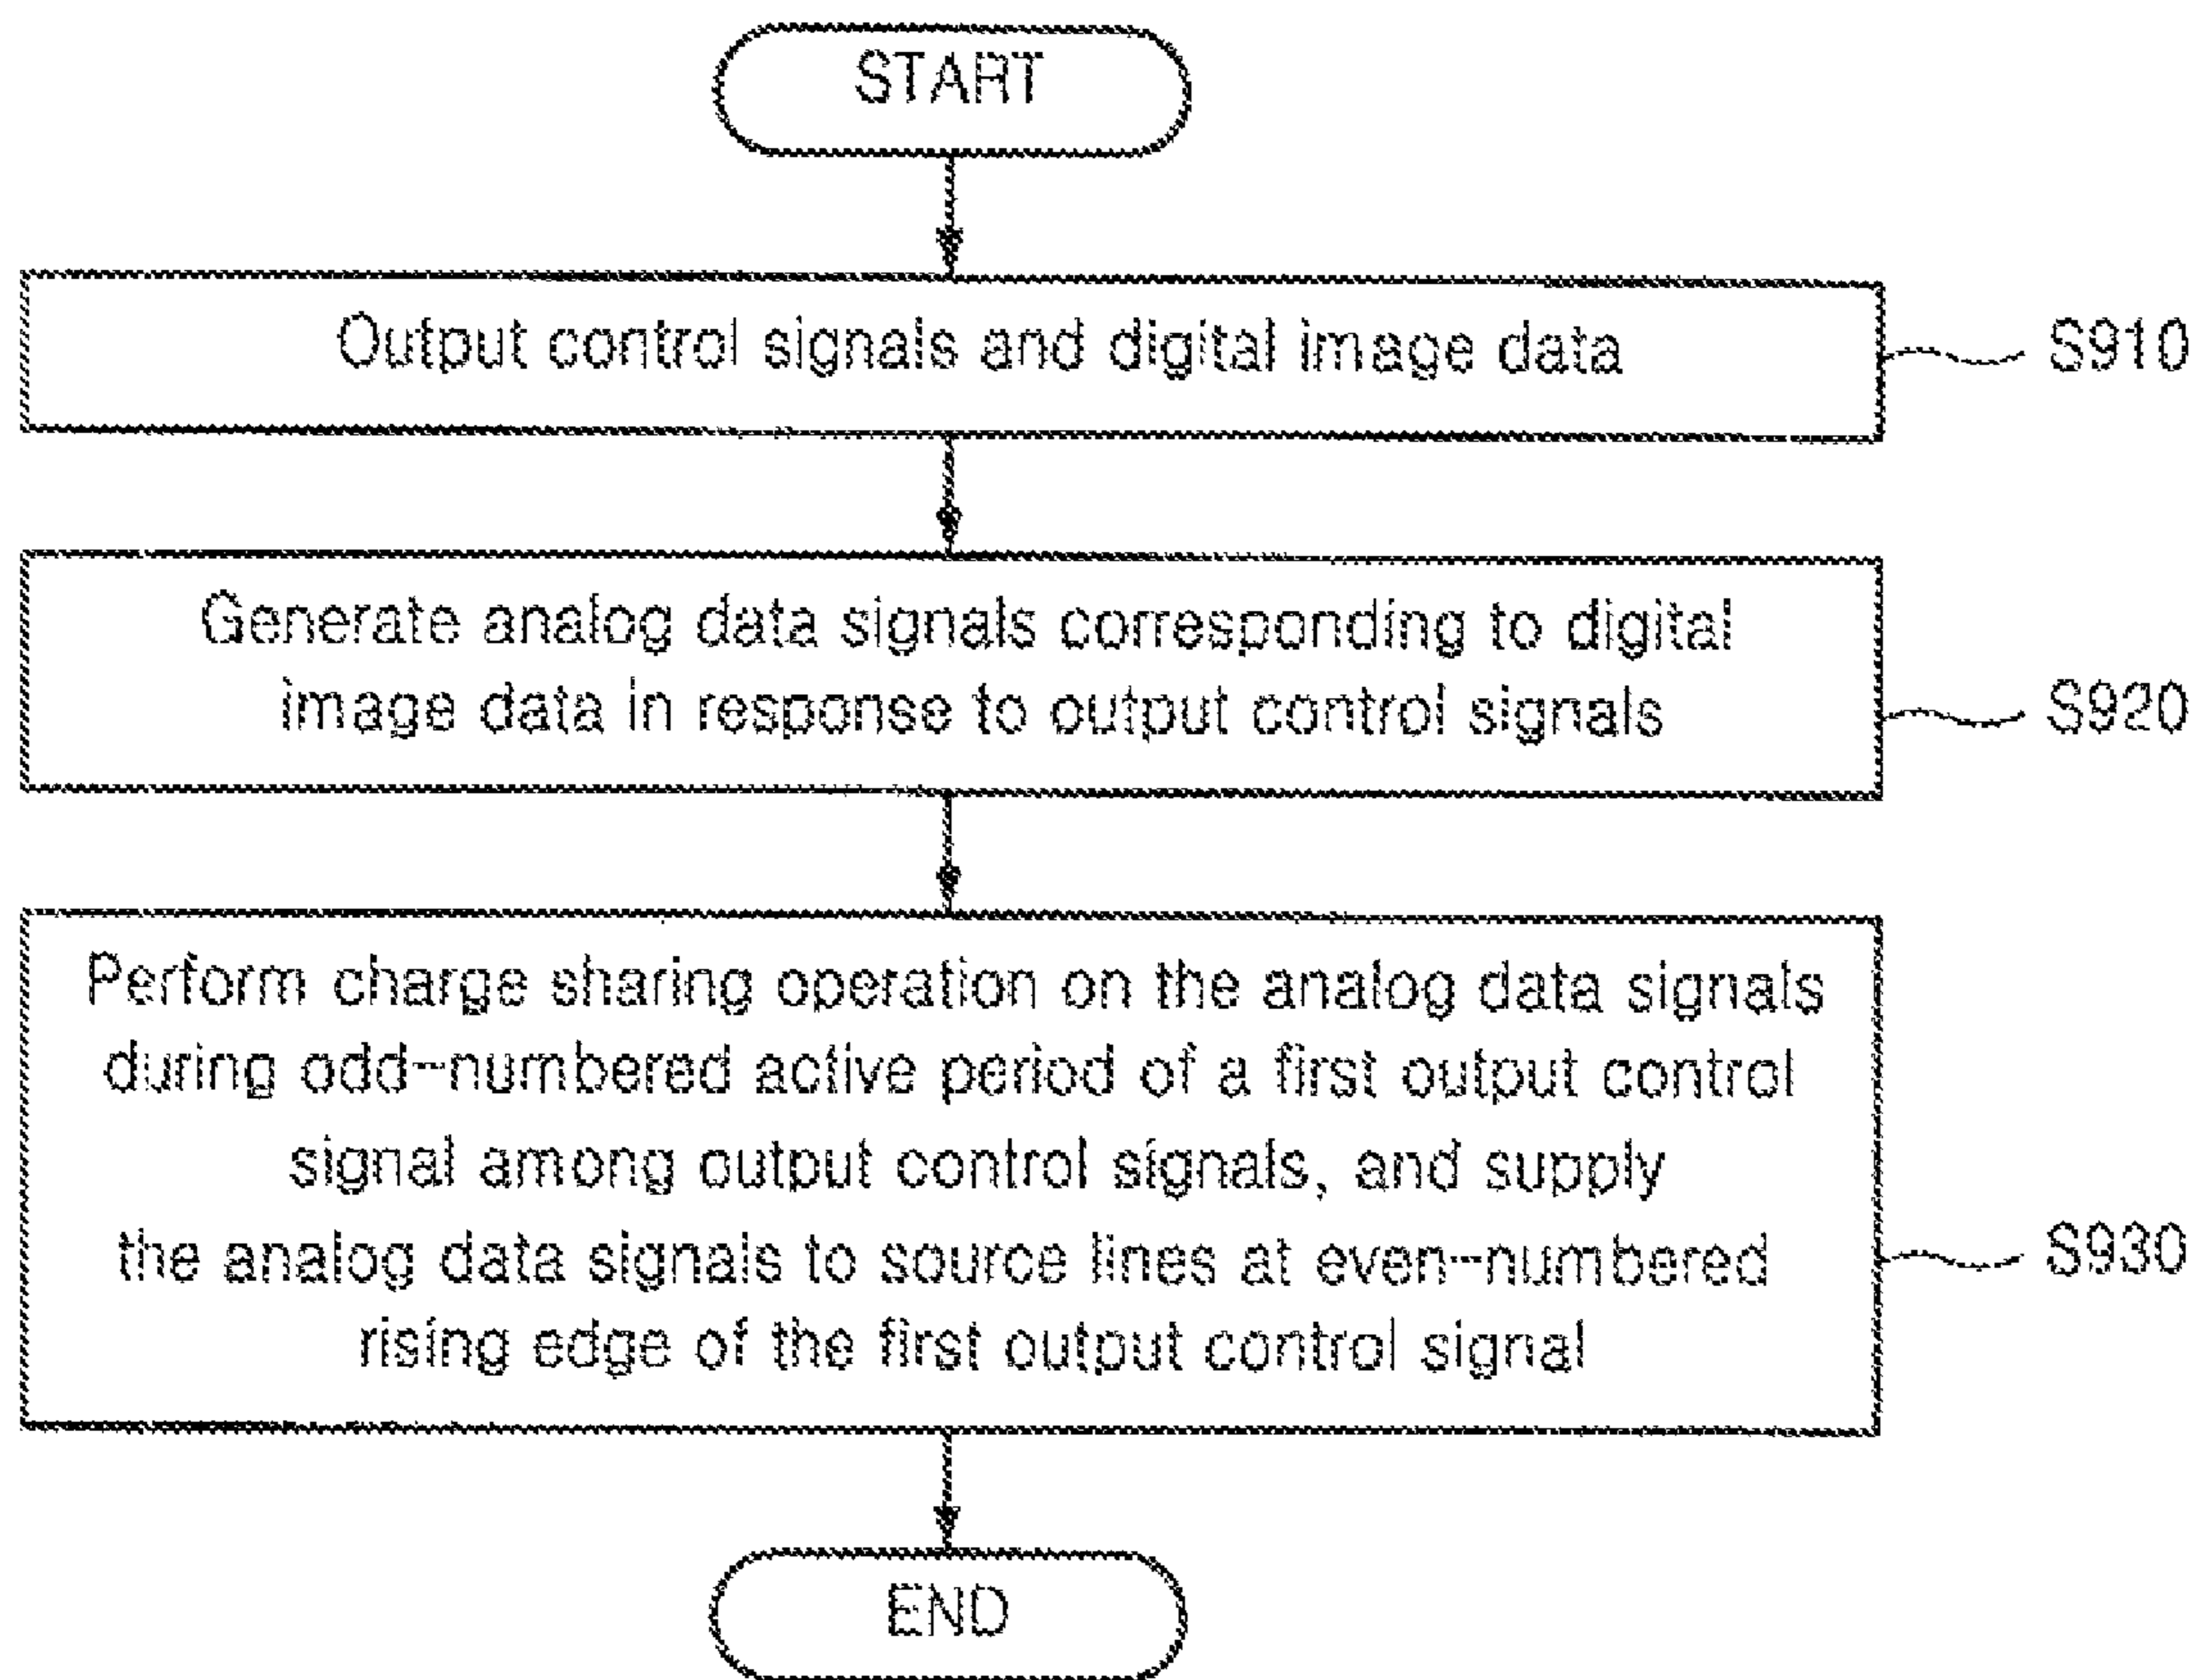 START
Output control signals and digital image data
S910
Generate analog data signals corresponding to digital
image data in response to output control signals
S920
Perform charge sharing operation on the analog data signals
during odd-numbered active period of a first output control
signal among output control signals, and supply
the analog data signals to source lines at even-numbered
rising edge of the first output control signal
S930
END